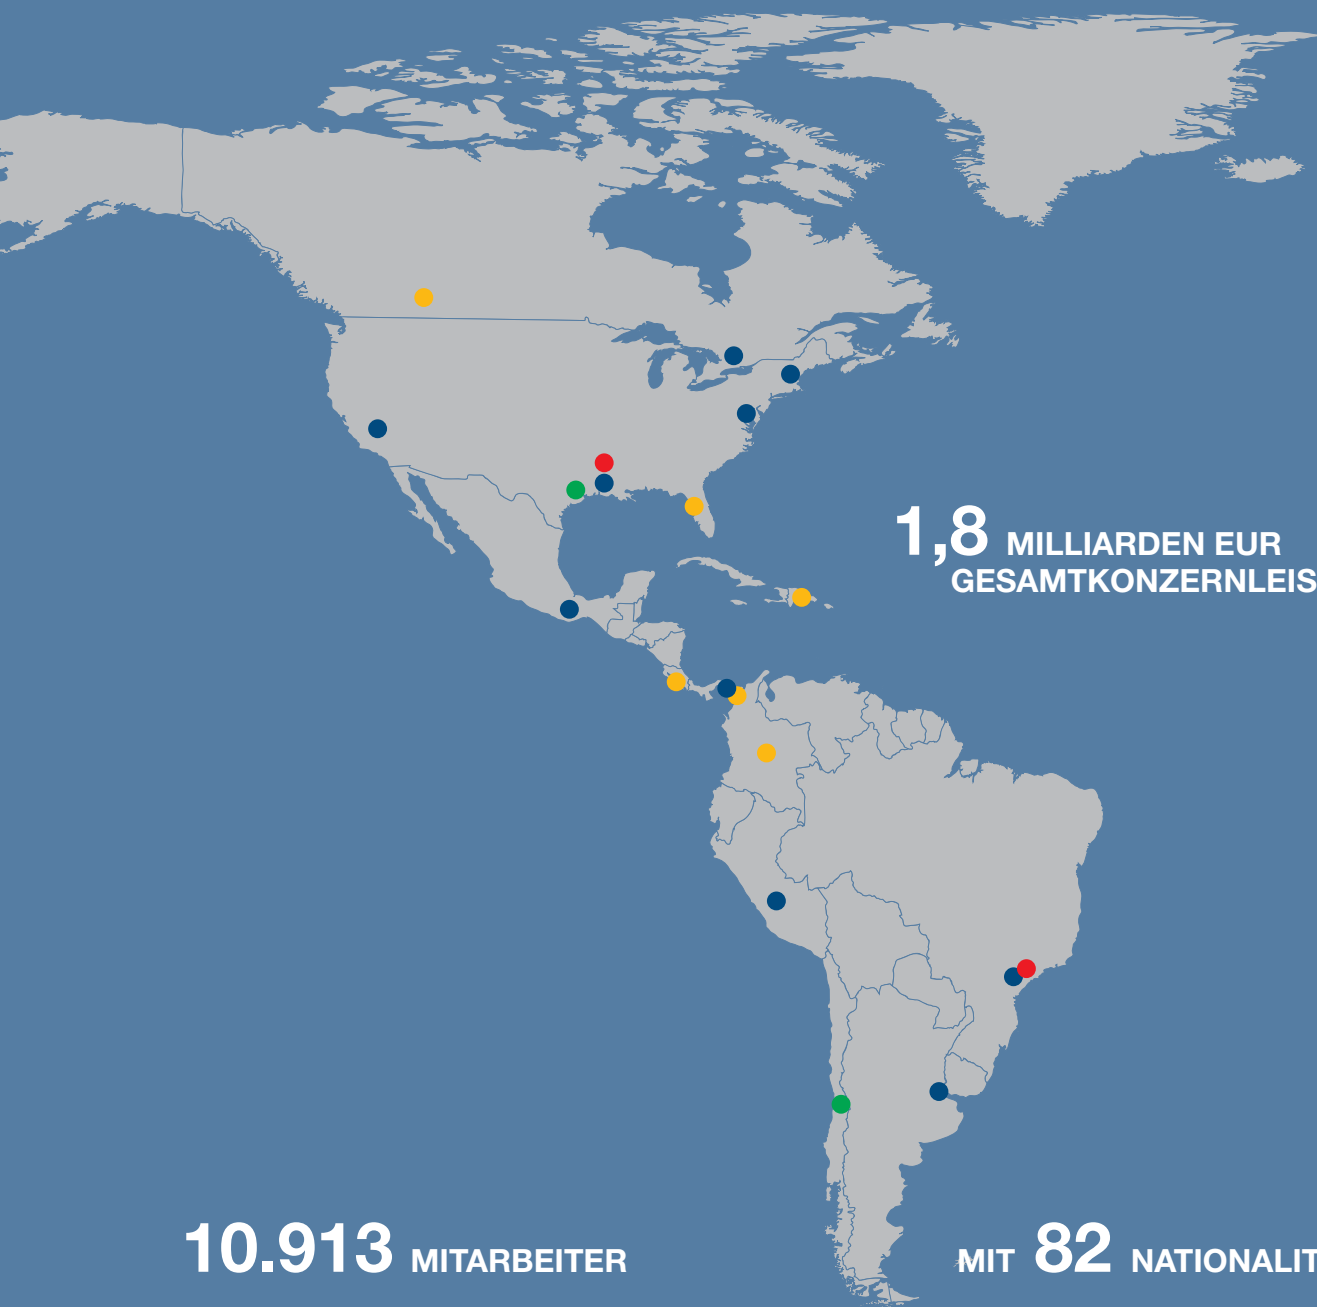 1,8 MILLIARDEN EUR
GESAMTKONZERNLEIS
10.913 MITARBEITER
MIT 82 NATIONALIT